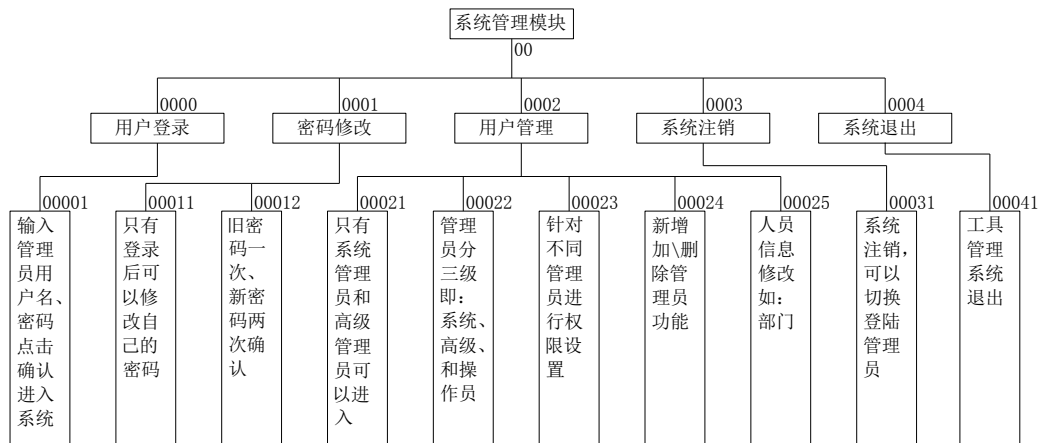 系统管理模块
00
0000
0001
0002
0003
0004
用户登录
密码修改
用户管理
系统注销
系统退出
00001
00011
00012
00021
00022
00023
00024
00025
00031
00041
输入
管理
员用
户名、
密码
点击
确认
进入
系统
只有
登录
后可
以修
改自
己的
密码
旧密
码一
次、
新密
码两
次确
认
只有
系统
管理
员和
高级
管理
员可
以进
入
管理
员分
三级
即：
系统、
高级、
和操
作员
针对
不同
管理
员进
行权
限设
置
新增
加\删
除管
理员
功能
人员
信息
修改
如：
部门
系统
注销，
可以
切换
登陆
管理
员
工具
管理
系统
退出